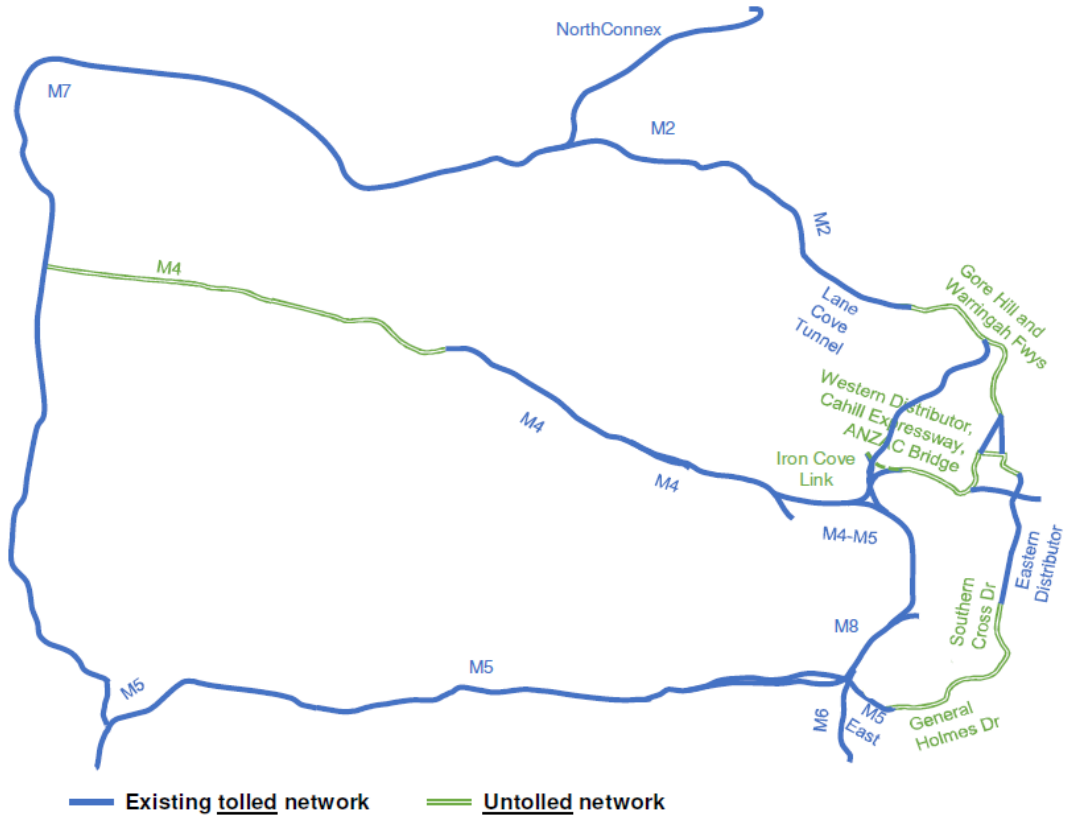 NorthConnex
M7
M2
M2
M4
Lane
Cove
Tunnel
Gore Hill and
Warringah Fwys
Western Distributor,
Cahill Expressway,
ANZAC Bridge
M4
Iron Cove
Link
M4
M4-M5
Eastern
Distributor
Southern
Cross Dr
M8
M5
M5
M6
M5
East
General
Holmes Dr
Existing tolled network
Untolled network